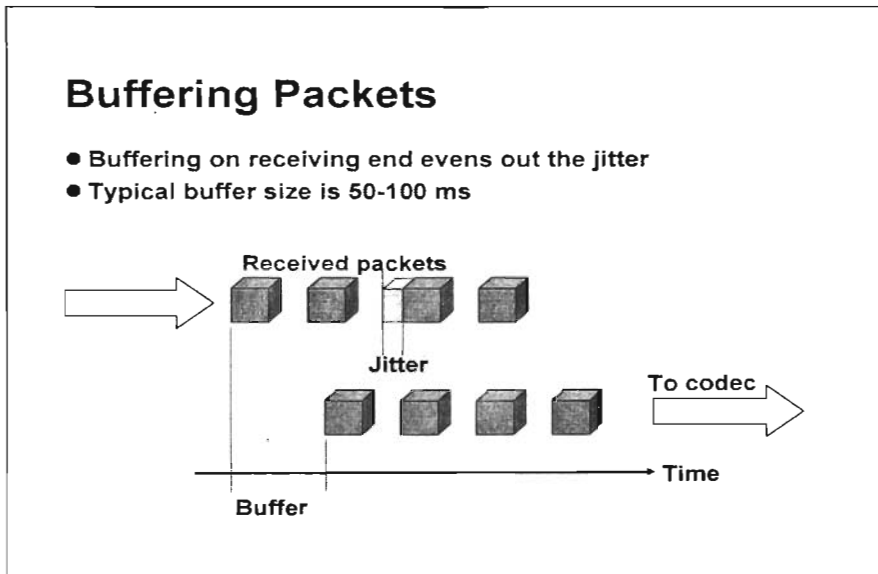 Buffering Packets
● Buffering on receiving end evens out the jitter
● Typical buffer size is 50-100 ms
Received packets
Jitter
To codec
Time
Buffer